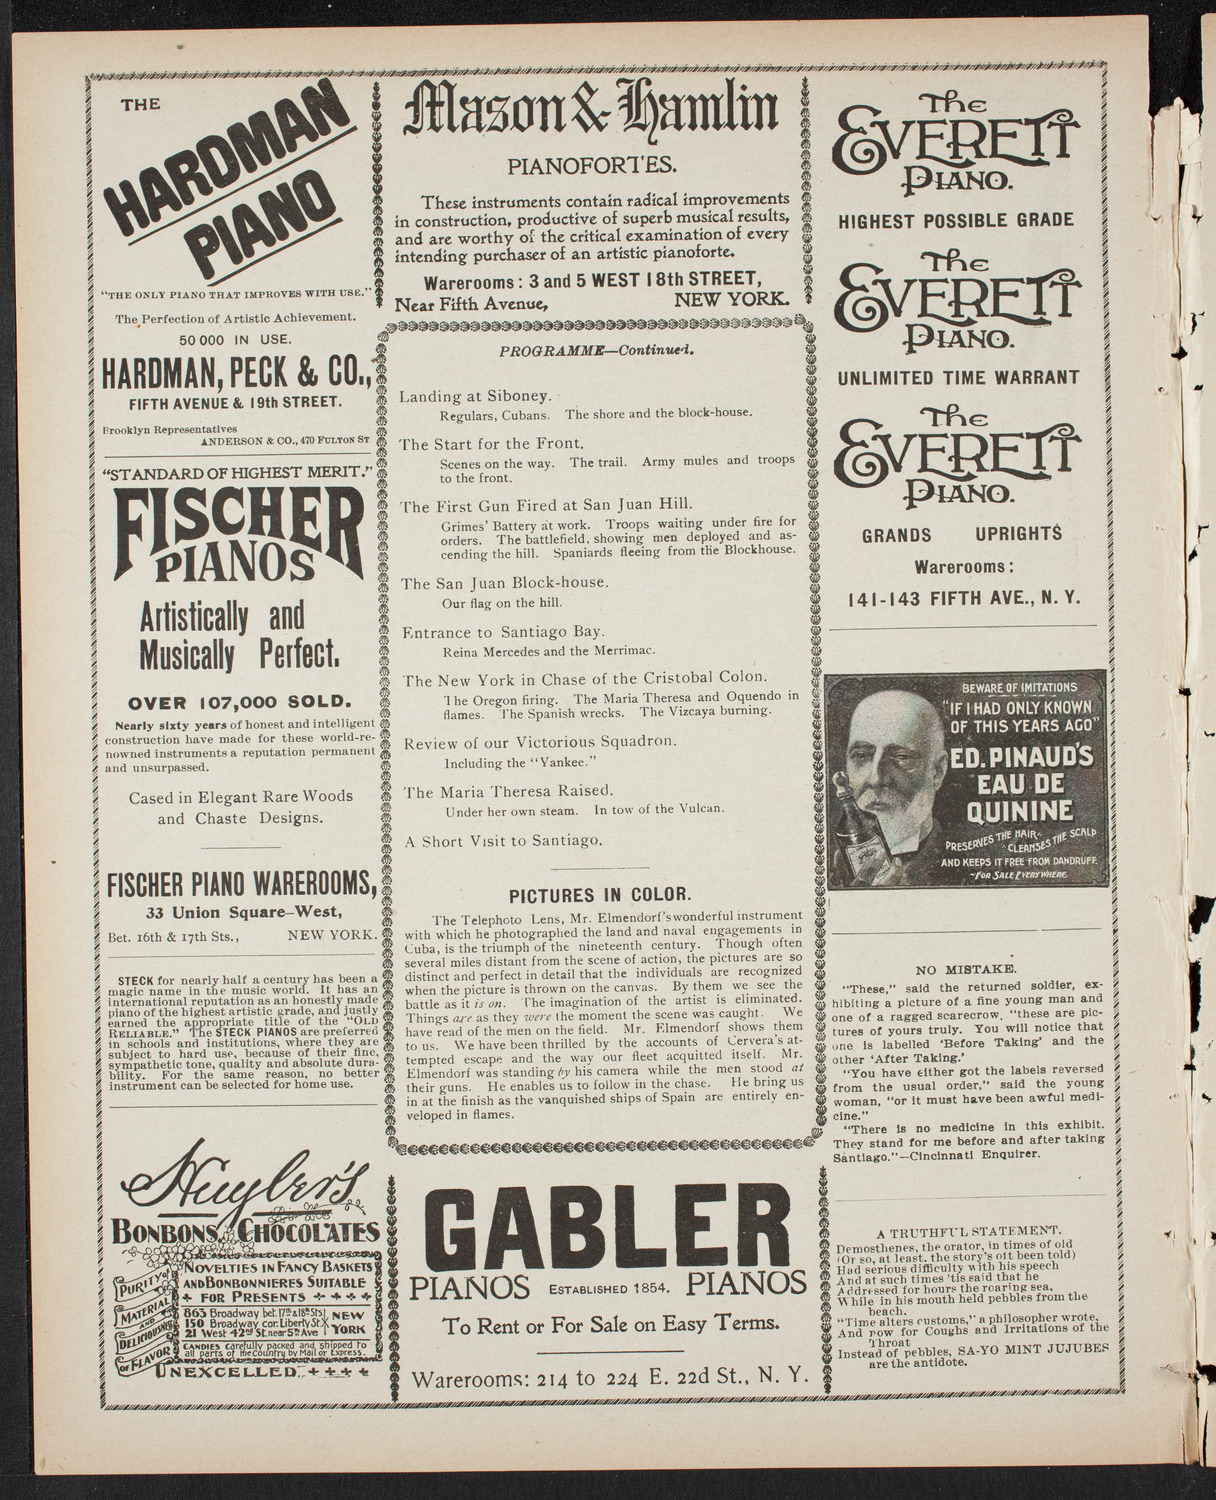 THE
HARDMAN
PIANO
"THE ONLY PIANO THAT IMPROVES WITH USE."
The Perfection of Artistic Achievement.
50 000 IN USE.
HARDMAN, PECK & CO.,
FIFTH AVENUE & 19th STREET.
Brooklyn Representatives
ANDERSON & CO., 470 FULTON ST
"STANDARD OF HIGHEST MERIT."
FISCHER
PIANOS
Artistically and
Musically Perfect.
OVER 107,000 SOLD.
Nearly sixty years of honest and intelligent
construction have made for these world-re-
nowned instruments a reputation permanent
and unsurpassed.
Cased in Elegant Rare Woods
and Chaste Designs.
FISCHER PIANO WAREROOMS,
33 Union Square-West,
Bet. 16th & 17th Sts., NEW YORK.
STECK for nearly half a century has been a
magic name in the music world. It has an
international reputation as an honestly made
piano of the highest artistic grade, and justly
earned the appropriate title of the "OLD
RELIABLE." The STECK PIANOS are preferred
in schools and institutions, where they are
subject to hard use, because of their fine,
sympathetic tone, quality and absolute dura-
bility. For the same reason, no better
instrument can be selected for home use.
Huyler's
BONBONS, CHOCOLATES
NOVELTIES IN FANCY BASKETS
AND BONBONNIERES SUITABLE
FOR PRESENTS
PURITY of
MATERIAL
AND
DELICIOUSNESS
OF FLAVOR
863 Broadway bet. 17th & 18th Sts.
150 Broadway cor. Liberty St.
21 West 42nd St. near 5th Ave
NEW
YORK
CANDIES carefully packed and shipped to
all parts of the Country by Mail or Express.
UNEXCELLED.
Mason & Hamlin
PIANOFORTES.
These instruments contain radical improvements
in construction, productive of superb musical results,
and are worthy of the critical examination of every
intending purchaser of an artistic pianoforte.
Warerooms: 3 and 5 WEST 18th STREET,
Near Fifth Avenue, NEW YORK.
PROGRAMME—Continued.
Landing at Siboney.
Regulars, Cubans. The shore and the block-house.
The Start for the Front.
Scenes on the way. The trail. Army mules and troops
to the front.
The First Gun Fired at San Juan Hill.
Grimes' Battery at work. Troops waiting under fire for
orders. The battlefield, showing men deployed and as-
cending the hill. Spaniards fleeing from the Blockhouse.
The San Juan Block-house.
Our flag on the hill.
Entrance to Santiago Bay.
Reina Mercedes and the Merrimac.
The New York in Chase of the Cristobal Colon.
The Oregon firing. The Maria Theresa and Oquendo in
flames. The Spanish wrecks. The Vizcaya burning.
Review of our Victorious Squadron.
Including the "Yankee."
The Maria Theresa Raised.
Under her own steam. In tow of the Vulcan.
A Short Visit to Santiago.
PICTURES IN COLOR.
The Telephoto Lens, Mr. Elmendorf's wonderful instrument
with which he photographed the land and naval engagements in
Cuba, is the triumph of the nineteenth century. Though often
several miles distant from the scene of action, the pictures are so
distinct and perfect in detail that the individuals are recognized
when the picture is thrown on the canvas. By them we see the
battle as it is on. The imagination of the artist is eliminated.
Things are as they were the moment the scene was caught. We
have read of the men on the field. Mr. Elmendorf shows them
to us. We have been thrilled by the accounts of Cervera's at-
tempted escape and the way our fleet acquitted itself. Mr.
Elmendorf was standing by his camera while the men stood at
their guns. He enables us to follow in the chase. He bring us
in at the finish as the vanquished ships of Spain are entirely en-
veloped in flames.
GABLER
PIANOS ESTABLISHED 1854. PIANOS
To Rent or For Sale on Easy Terms.
Warerooms: 214 to 224 E. 22d St., N. Y.
The
EVERETT
PIANO.
HIGHEST POSSIBLE GRADE
The
EVERETT
PIANO.
UNLIMITED TIME WARRANT
The
EVERETT
PIANO.
GRANDS UPRIGHTS
Warerooms:
141-143 FIFTH AVE., N. Y.
BEWARE OF IMITATIONS
"IF I HAD ONLY KNOWN
OF THIS YEARS AGO"
ED. PINAUD'S
EAU DE
QUININE
PRESERVES THE HAIR-
CLEANSES THE SCALP
AND KEEPS IT FREE FROM DANDRUFF.
~FOR SALE EVERYWHERE
NO MISTAKE.
"These," said the returned soldier, ex-
hibiting a picture of a fine young man and
one of a ragged scarecrow, "these are pic-
tures of yours truly. You will notice that
one is labelled 'Before Taking' and the
other 'After Taking.'
"You have either got the labels reversed
from the usual order," said the young
woman, "or it must have been awful medi-
cine."
"There is no medicine in this exhibit.
They stand for me before and after taking
Santiago."—Cincinnati Enquirer.
A TRUTHFUL STATEMENT.
Demosthenes, the orator, in times of old
(Or so, at least, the story's oft been told)
Had serious difficulty with his speech
And at such times 'tis said that he
Addressed for hours the roaring sea,
While in his mouth held pebbles from the
beach.
"Time alters customs," a philosopher wrote,
And now for Coughs and Irritations of the
Throat
Instead of pebbles, SA-YO MINT JUJUBES
are the antidote.